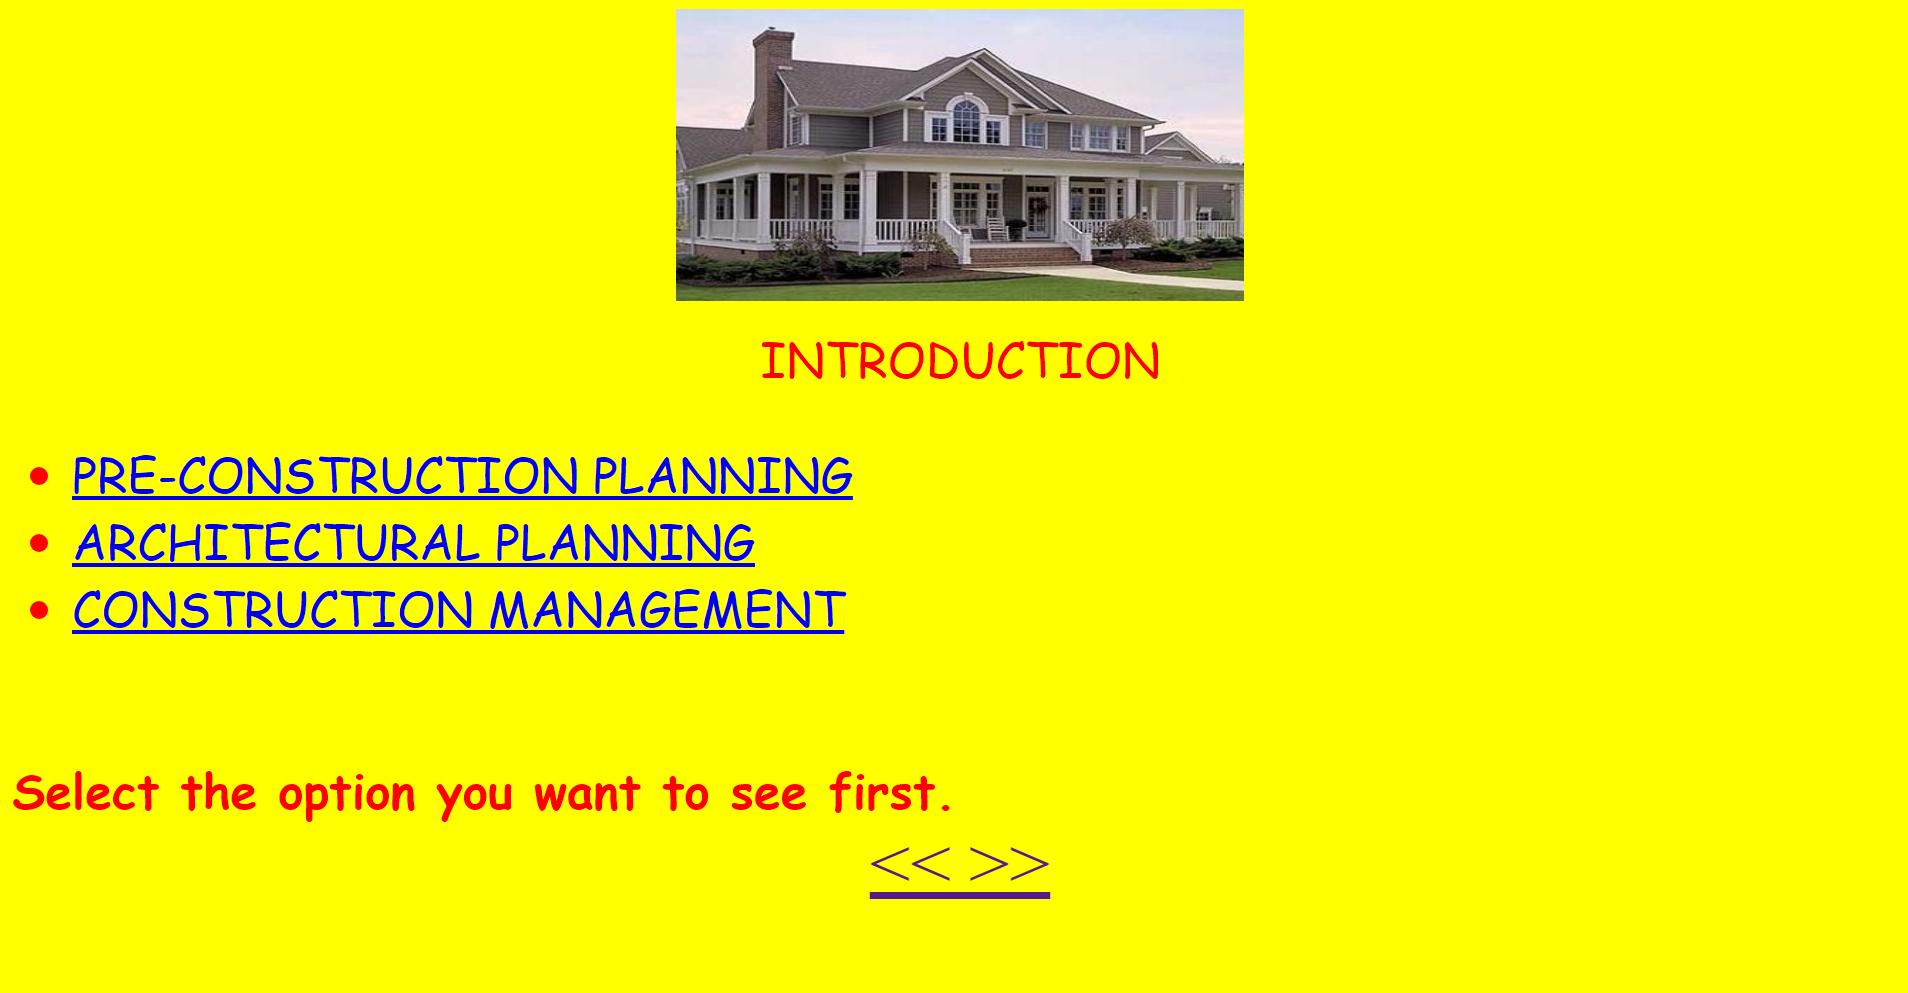 INTRODUCTION
PRE-CONSTRUCTION PLANNING
ARCHITECTURAL PLANNING
CONSTRUCTION MANAGEMENT
Select the option you want to see first.
<< >>